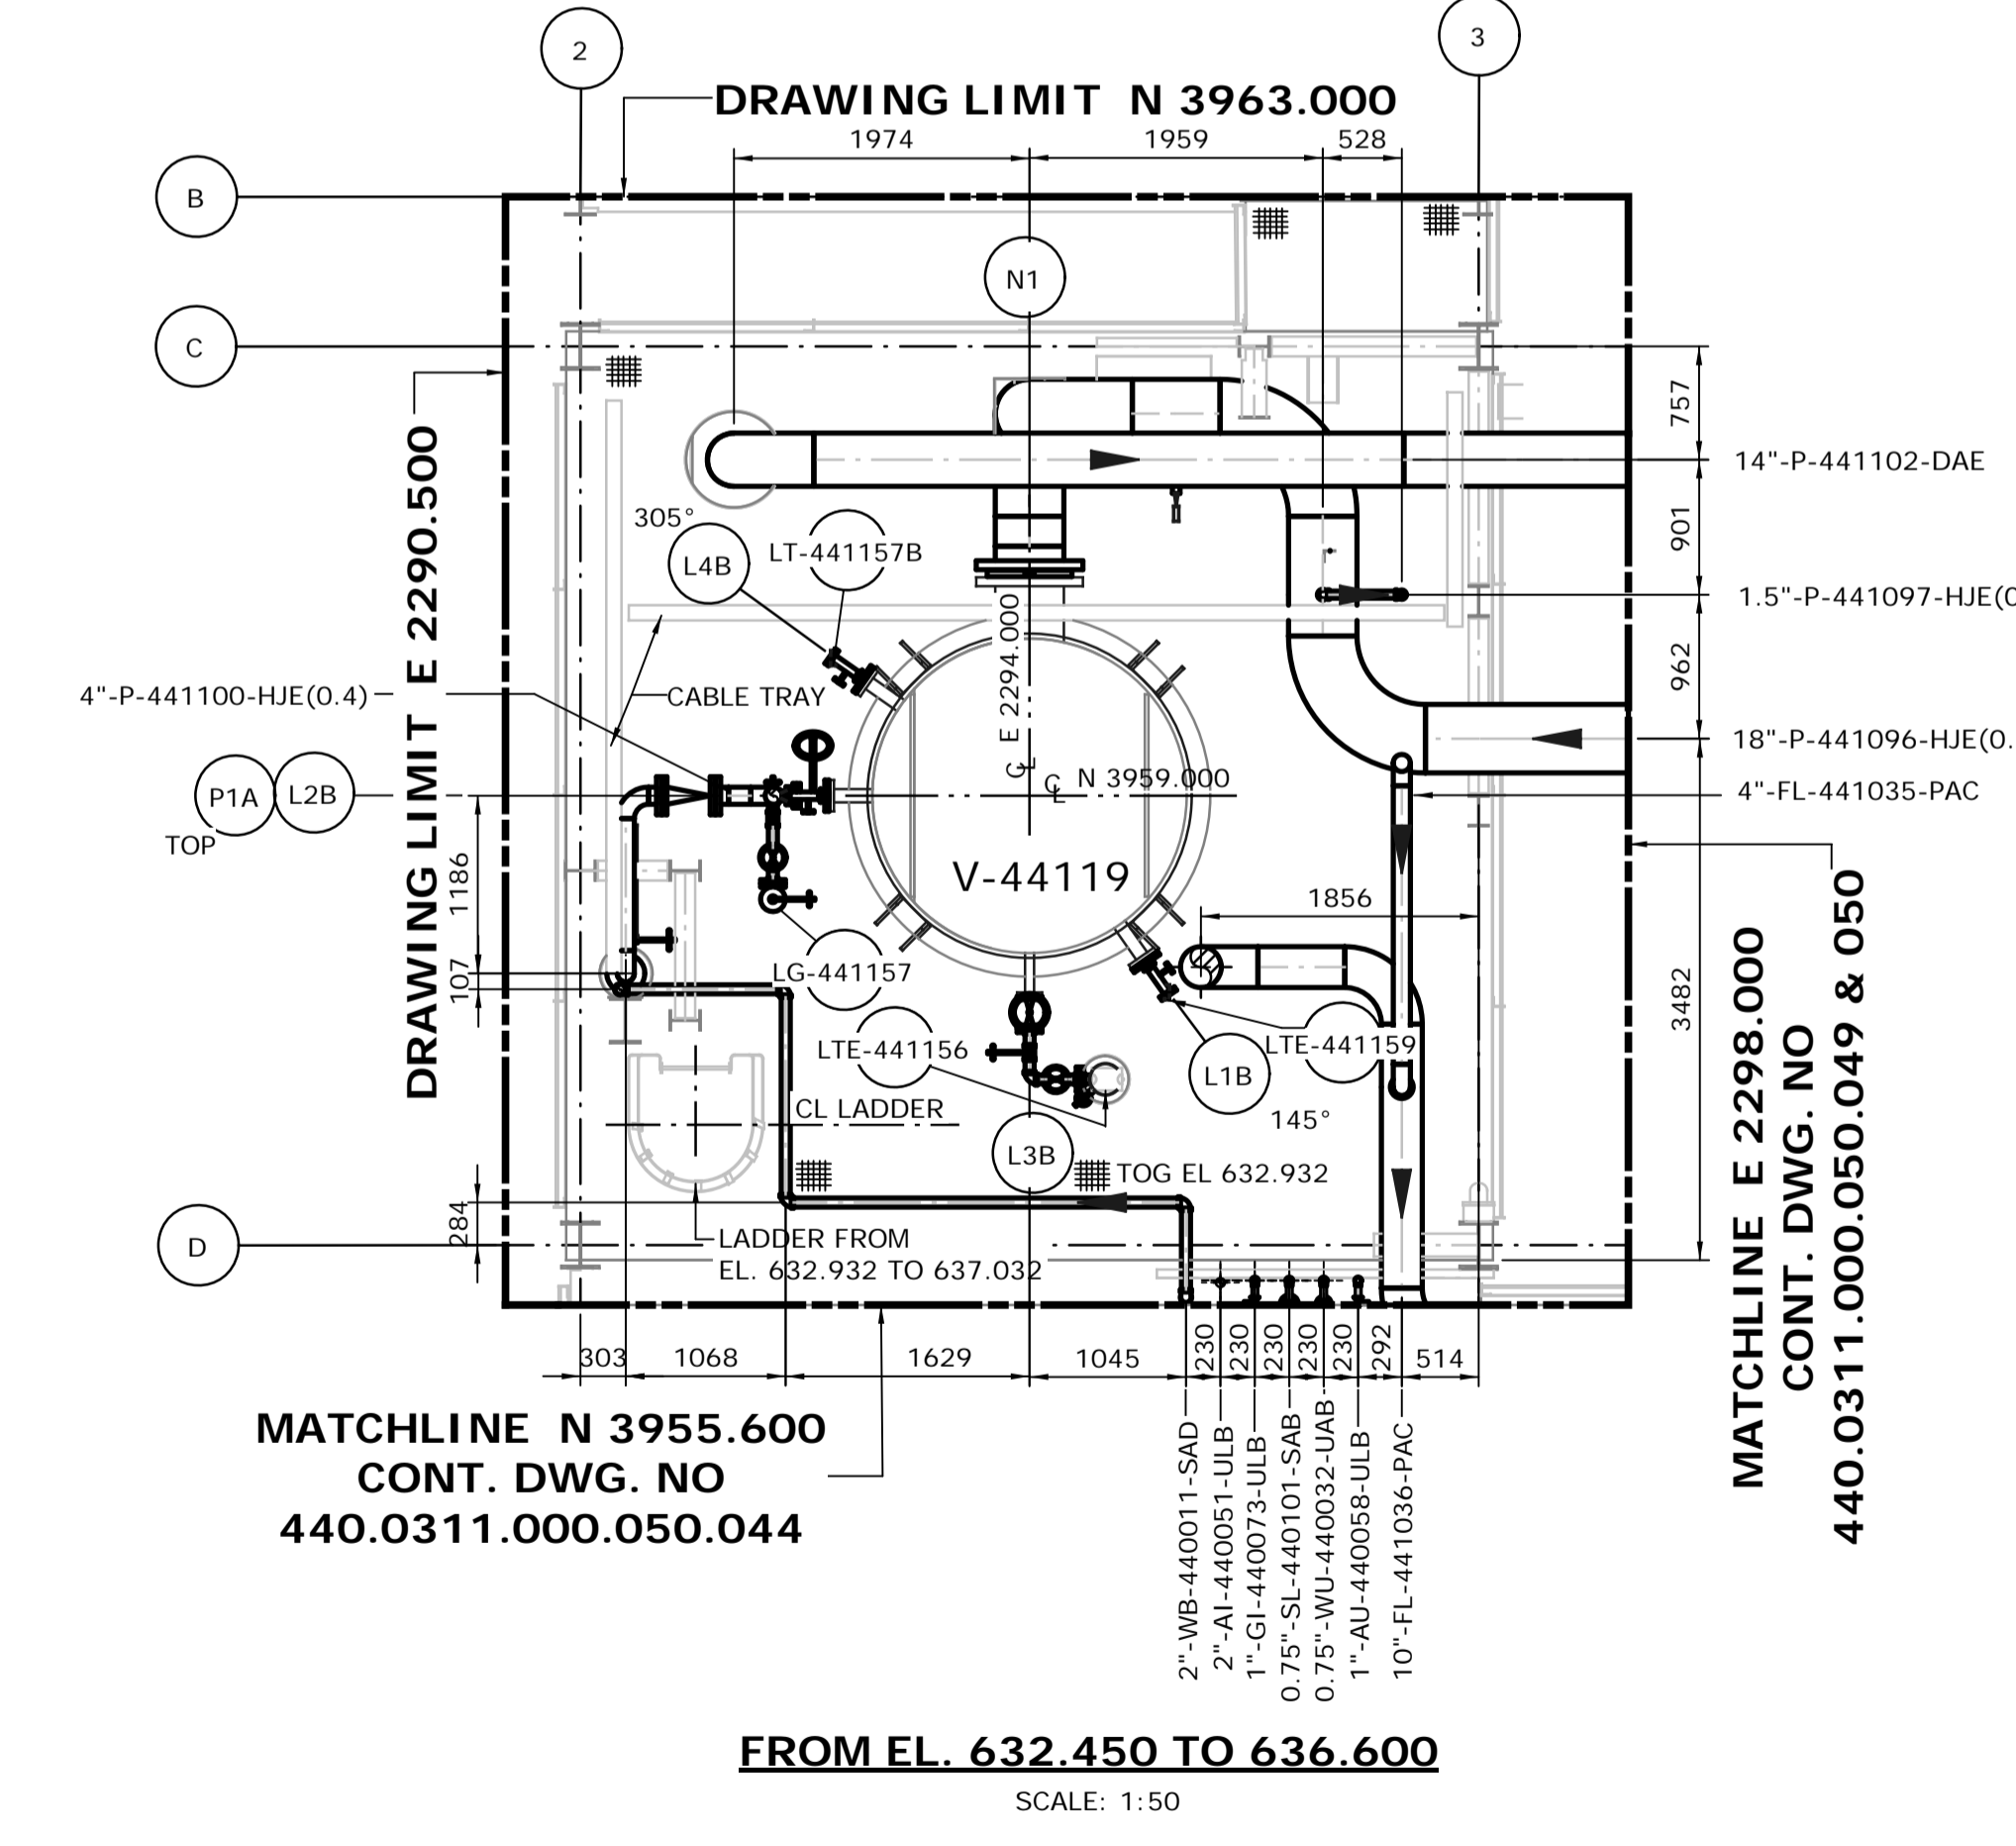 2
3
DRAWING LIMIT N 3963.000
1974
1959
528
B
N1
C
757
14"-P-441102-DAE
305°
L4B
LT-441157B
901
1.5"-P-441097-HJE(0
DRAWING LIMIT E 2290.500
℄ E 2294.000
962
4"-P-441100-HJE(0.4)
CABLE TRAY
18"-P-441096-HJE(0.
℄ N 3959.000
P1A
L2B
4"-FL-441035-PAC
TOP
V-44119
1186
1856
LG-441157
107
3482
LTE-441156
LTE-441159
L1B
CL LADDER
145°
L3B
TOG EL 632.932
284
D
LADDER FROM
EL. 632.932 TO 637.032
303
1068
1629
1045
230
230
230
230
230
292
514
MATCHLINE E 2298.000
CONT. DWG. NO
440.0311.000.050.049 & 050
MATCHLINE N 3955.600
CONT. DWG. NO
440.0311.000.050.044
2"-WB-440011-SAD
2"-AI-440051-ULB
1"-GI-440073-ULB
0.75"-SL-440101-SAB
0.75"-WU-440032-UAB
1"-AU-440058-ULB
10"-FL-441036-PAC
FROM EL. 632.450 TO 636.600
SCALE: 1:50